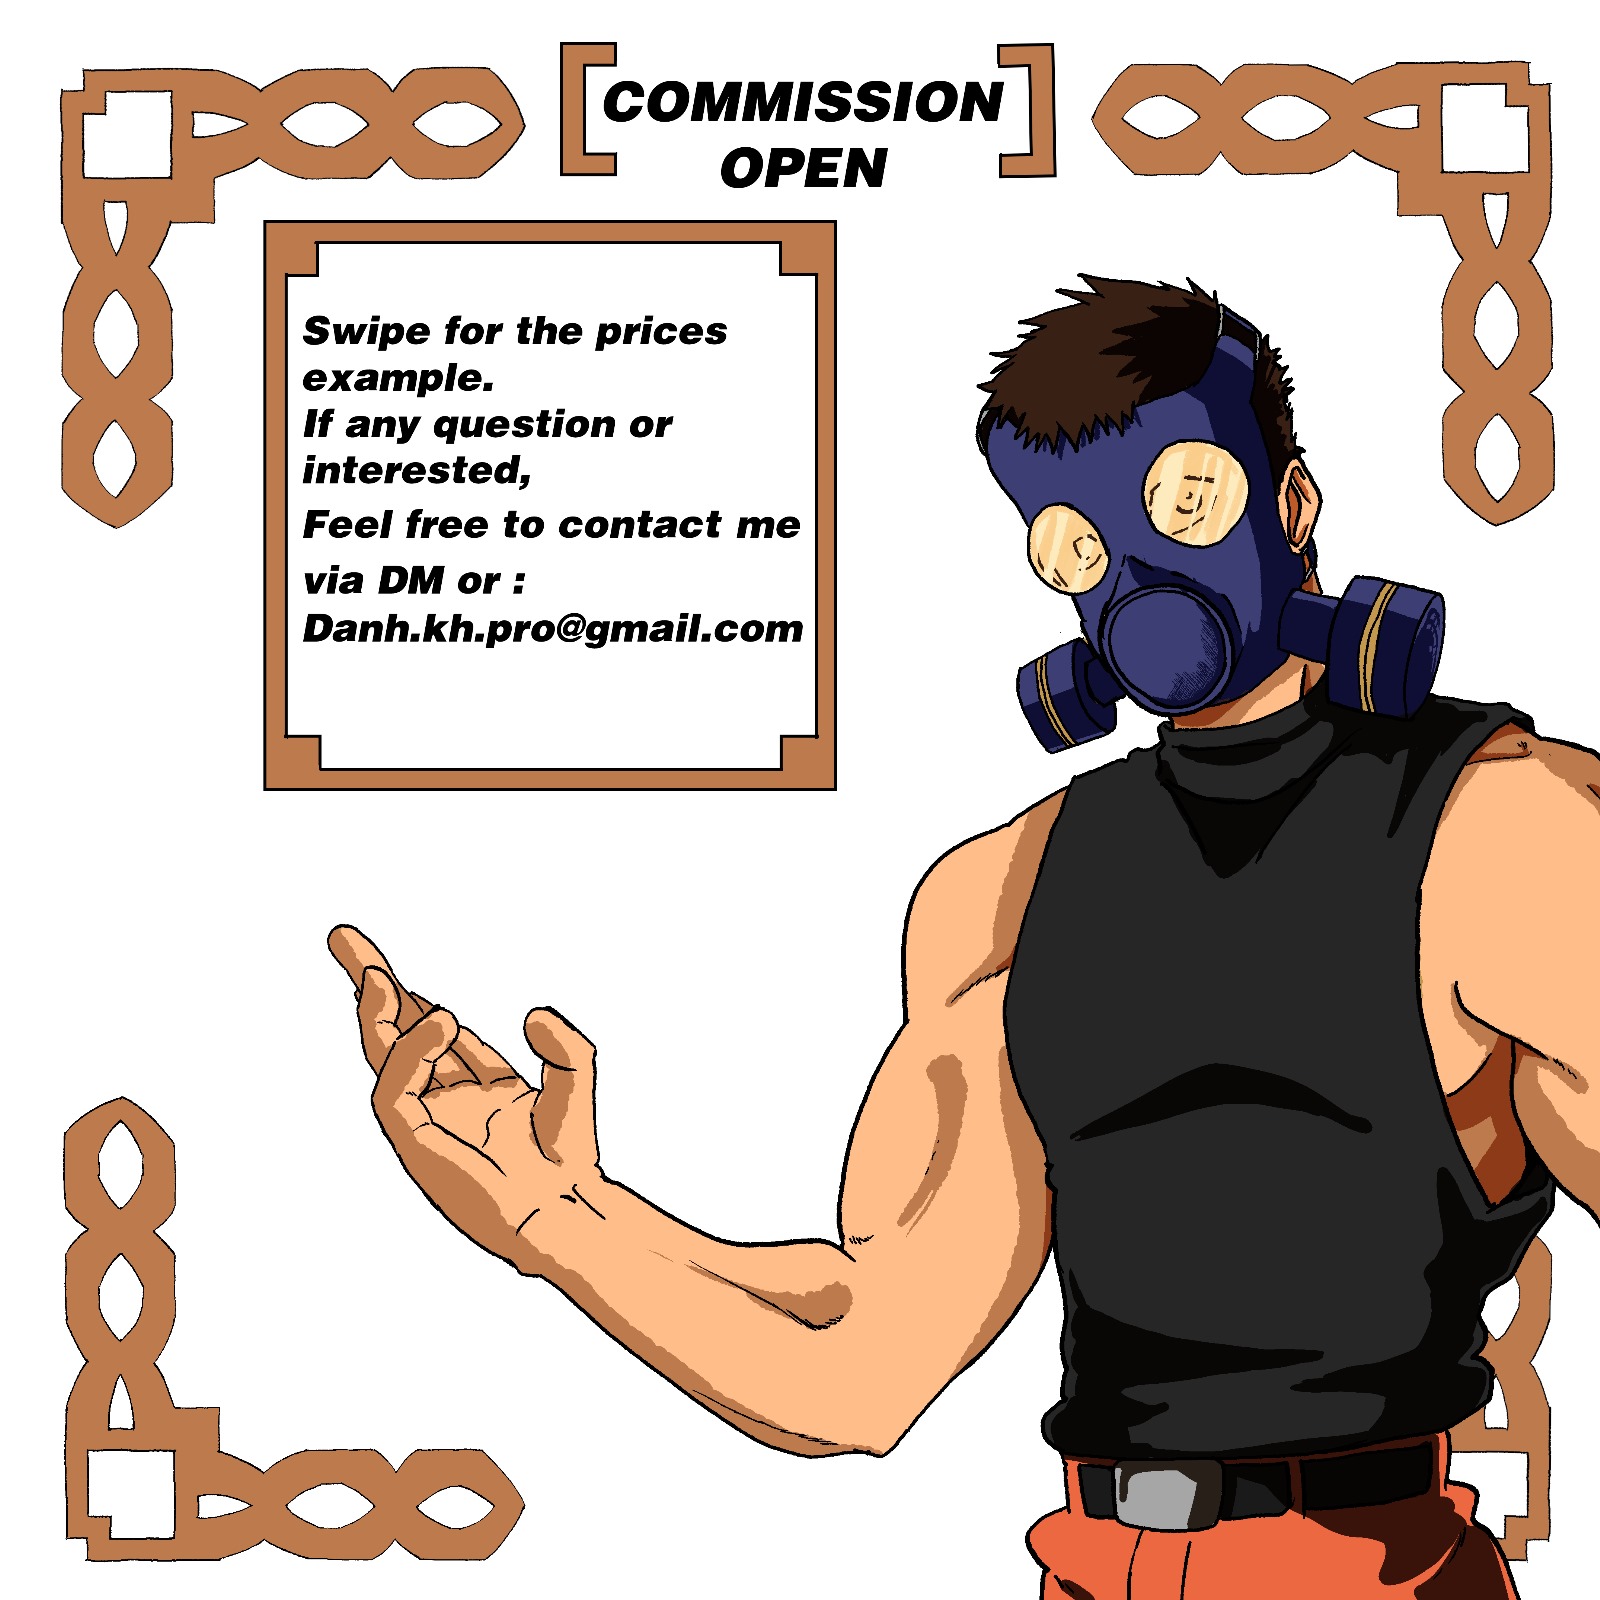 COMMISSION
OPEN
Swipe for the prices
example.
If any question or
interested,
Feel free to contact me
via DM or :
Danh.kh.pro@gmail.com